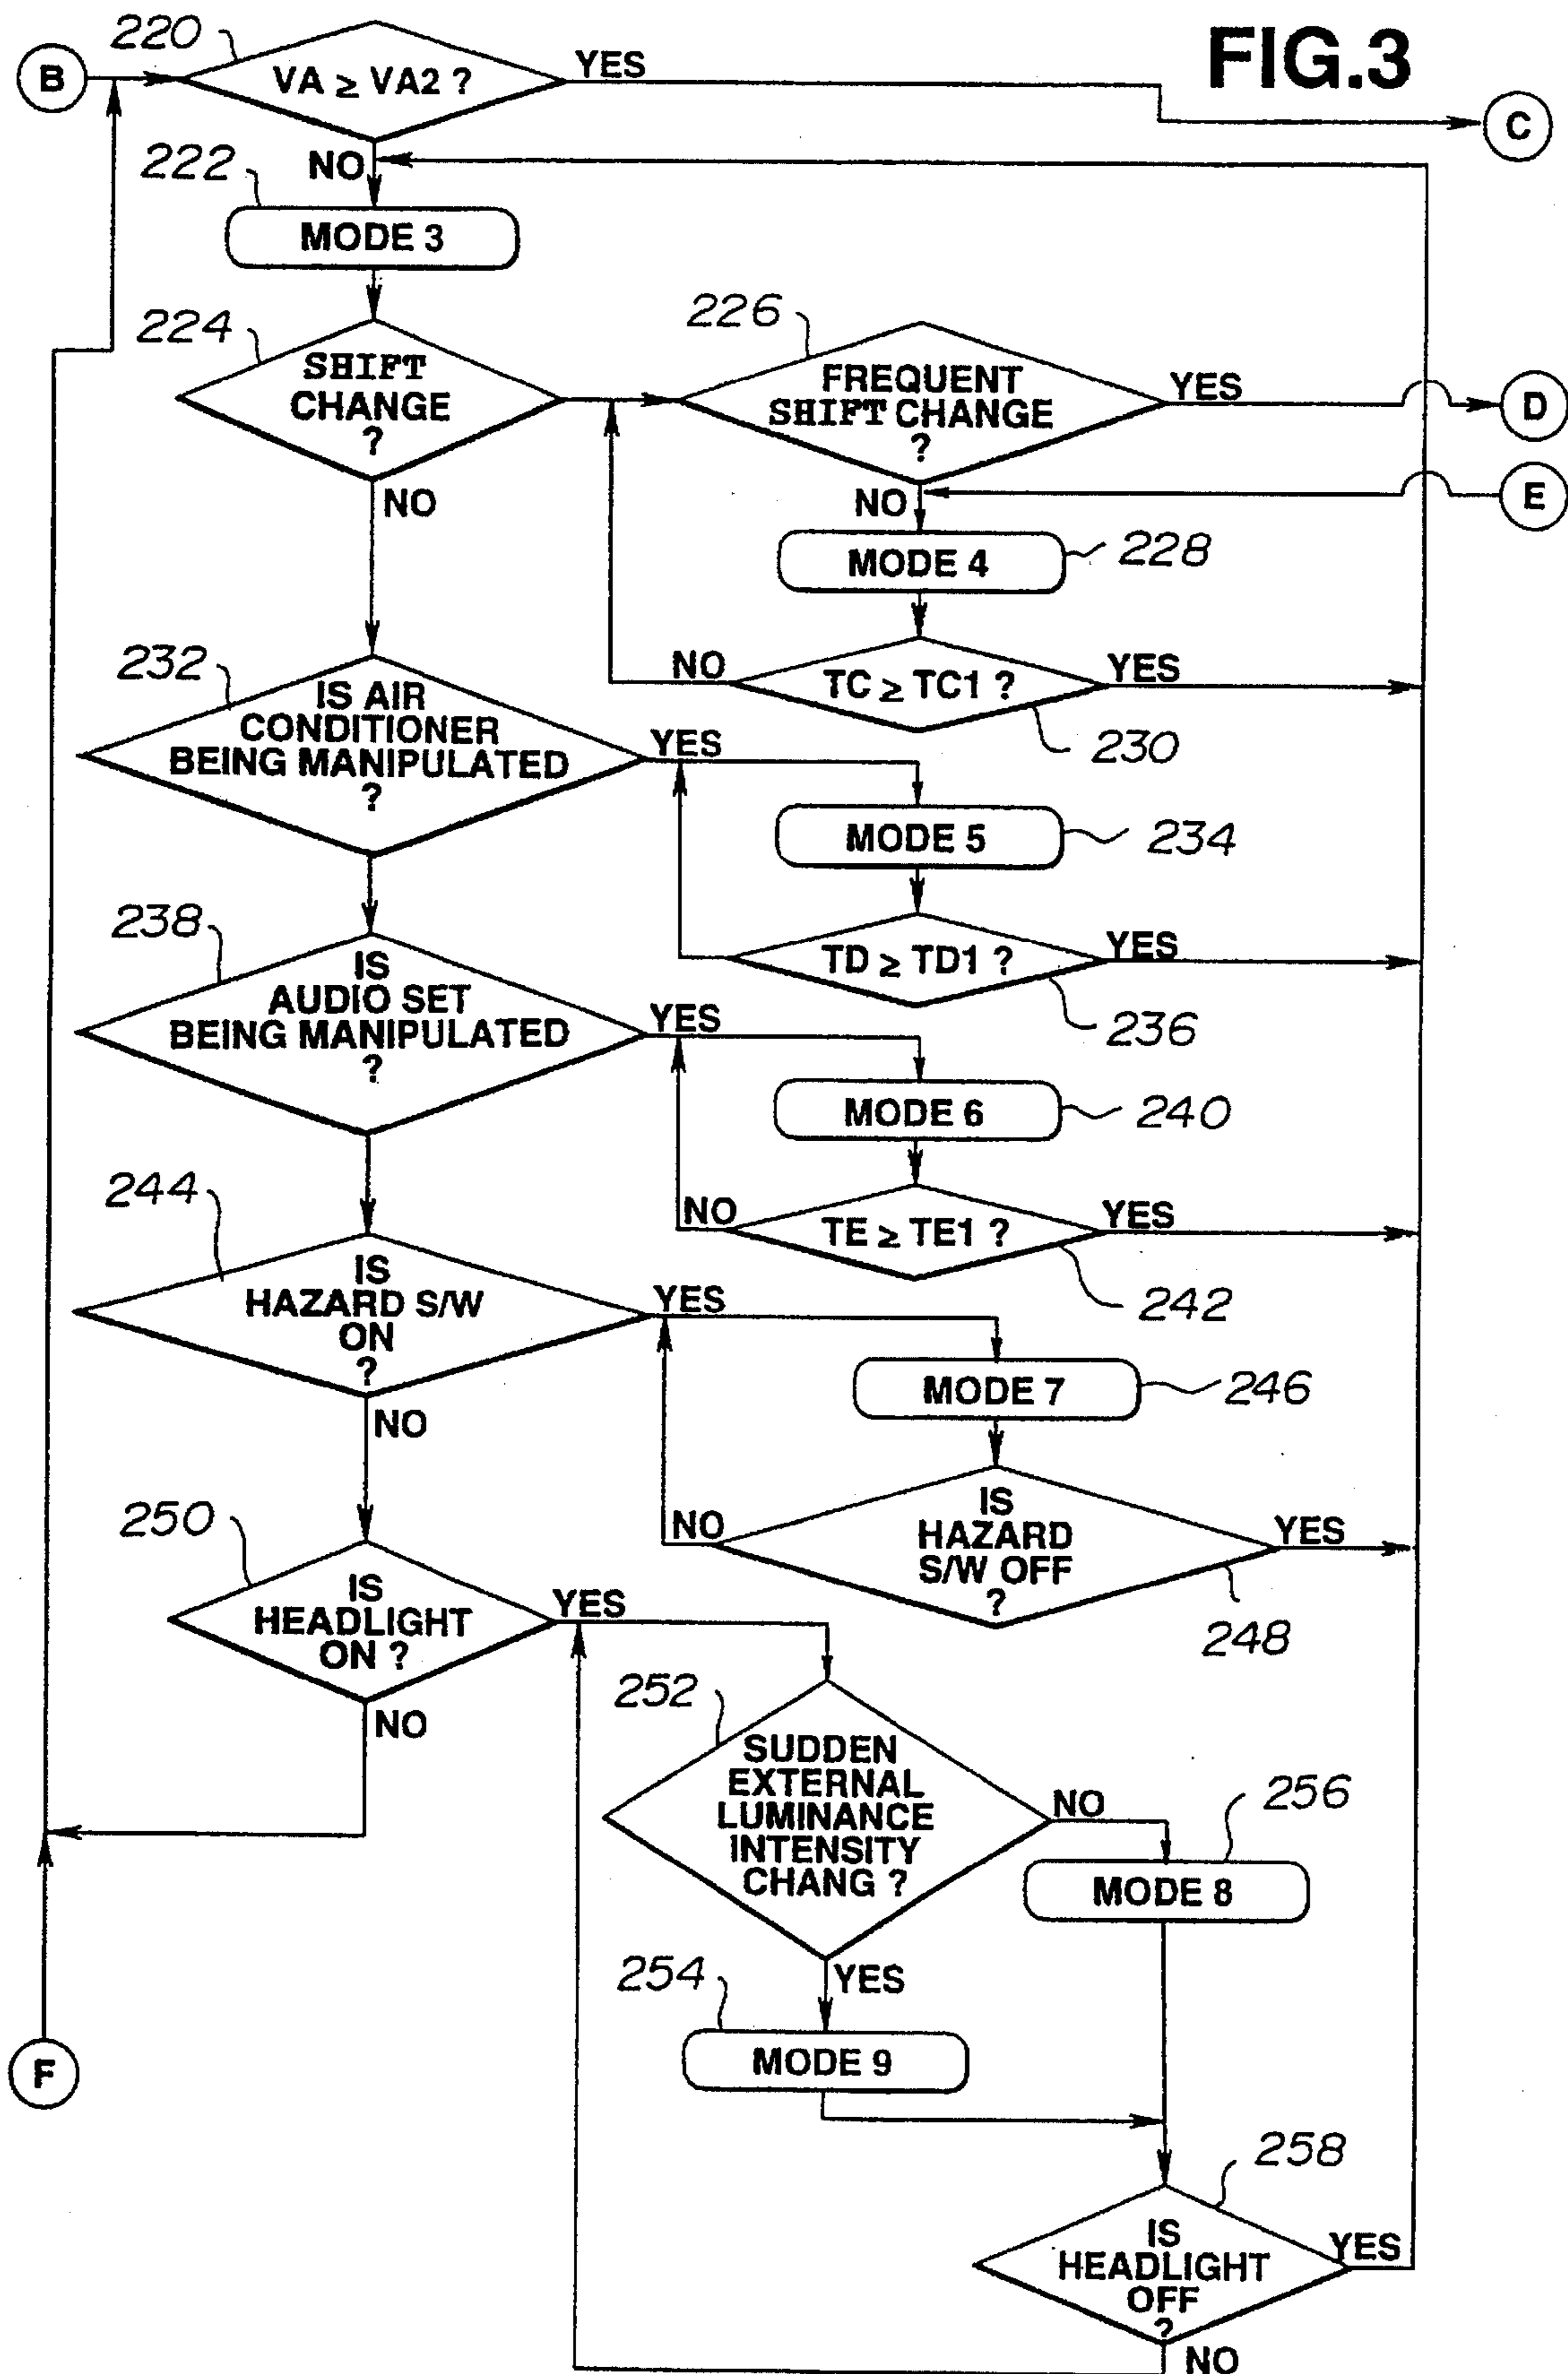 FIG.3
220
B
VA ≥ VA2 ?
YES
C
NO
222
MODE 3
224
SHIFT
CHANGE
?
NO
226
FREQUENT
SHIFT CHANGE
?
YES
D
NO
E
MODE 4
228
NO
TC ≥ TC1 ?
YES
230
232
IS AIR
CONDITIONER
BEING MANIPULATED
?
YES
MODE 5
234
TD ≥ TD1 ?
YES
236
238
IS
AUDIO SET
BEING MANIPULATED
?
YES
MODE 6
240
NO
TE ≥ TE1 ?
YES
242
244
IS
HAZARD S/W
ON
?
YES
NO
MODE 7
246
NO
IS
HAZARD
S/W OFF
?
YES
248
250
IS
HEADLIGHT
ON ?
YES
NO
252
SUDDEN
EXTERNAL
LUMINANCE
INTENSITY
CHANG ?
NO
256
MODE 8
YES
254
MODE 9
F
258
IS
HEADLIGHT
OFF
?
YES
NO